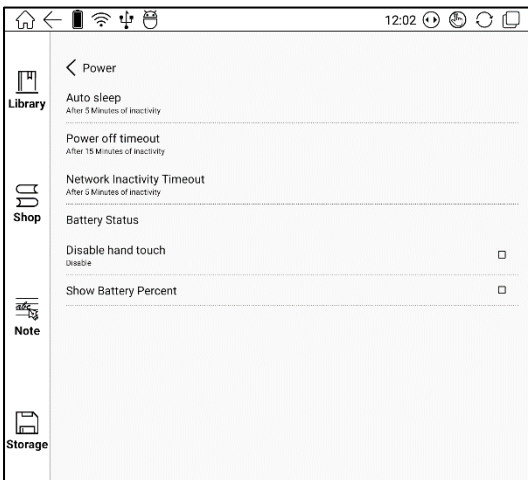 12:02
Power
Library
Auto sleep
After 5 Minutes of inactivity
Power off timeout
After 15 Minutes of inactivity
Network Inactivity Timeout
After 5 Minutes of inactivity
Shop
Battery Status
Disable hand touch
Disable
Show Battery Percent
abc
Note
Storage